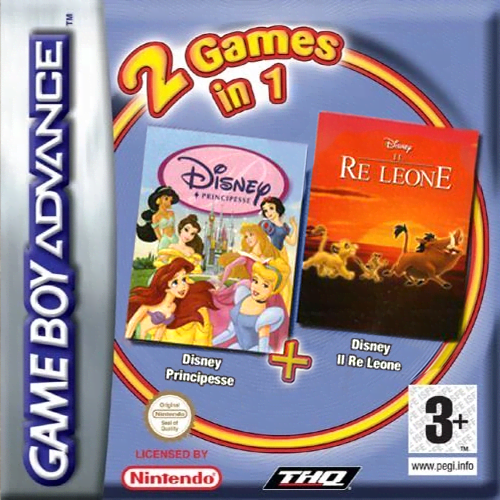 GAME BOY ADVANCE™
2 Games
in 1
Disney
PRINCIPESSE
Disney
IL
RE LEONE
Disney
Principesse
+
Disney
Il Re Leone
Original
Nintendo
Seal of
Quality
LICENSED BY
Nintendo
THQ
3+
www.pegi.info